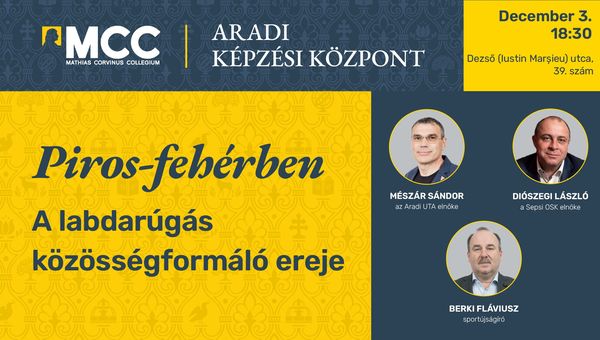 MCC
MATHIAS CORVINUS COLLEGIUM
ARADI
KÉPZÉSI KÖZPONT
December 3.
18:30
Dezső (Iustin Marșieu) utca,
39. szám
Piros-fehérben
A labdarúgás
közösségformáló ereje
MÉSZÁR SÁNDOR
az Aradi UTA elnöke
DIÓSZEGI LÁSZLÓ
a Sepsi OSK elnöke
BERKI FLÁVIUSZ
sportújságíró